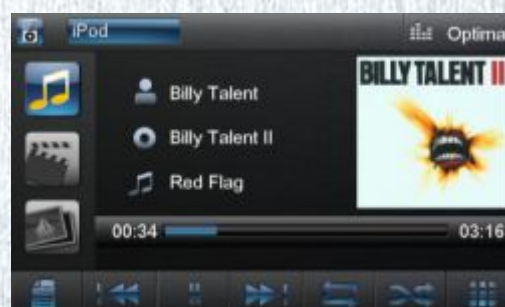 iPod
Optima
Billy Talent
BILLY TALENT II
Billy Talent II
Red Flag
00:34
03:16